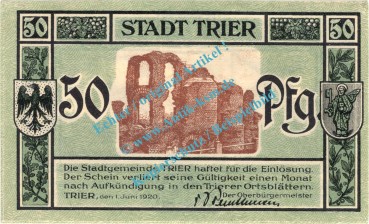 50 STADT TRIER 50
50 Pfg.
Die Stadtgemeinde TRIER haftet für die Einlösung.
Der Schein verliert seine Gültigkeit einen Monat
nach Aufkündigung in den Trierer Ortsblättern.
TRIER, den 1. Juni 1920. Der Oberbürgermeister